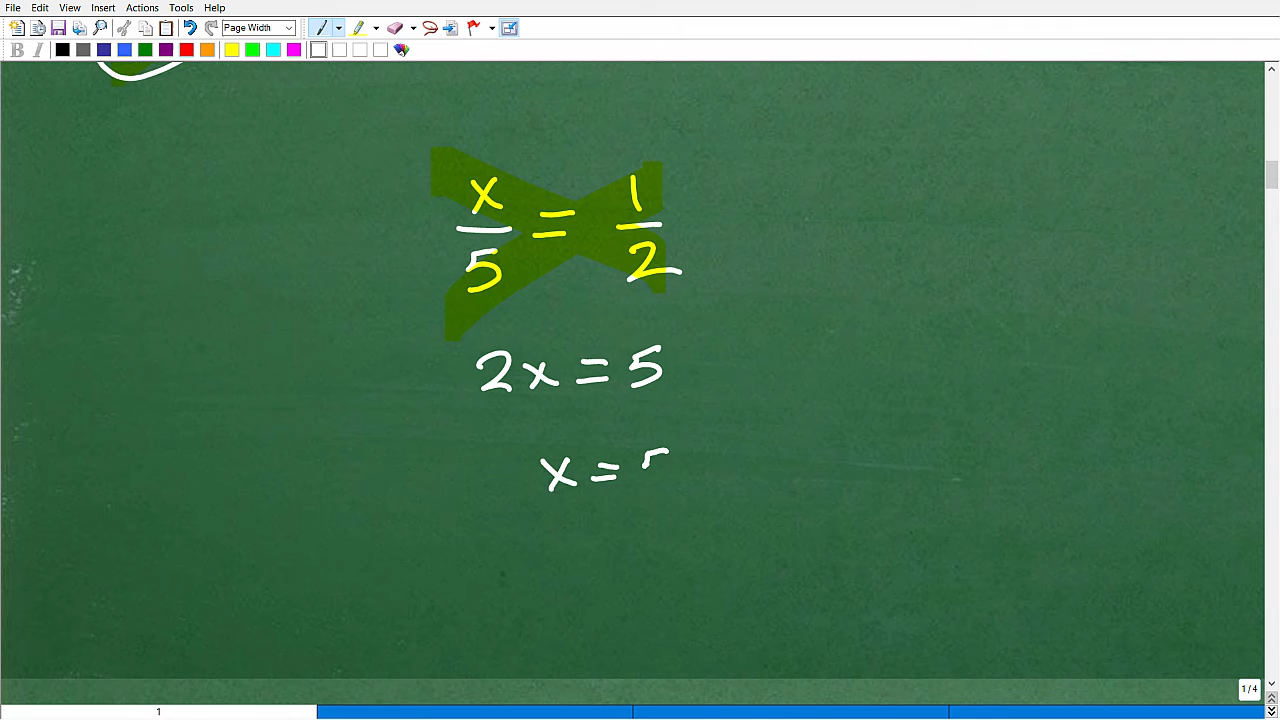 File Edit View Insert Actions Tools Help
Page Width
B I
x/5 = 1/2
2x = 5
x =
1/4
1